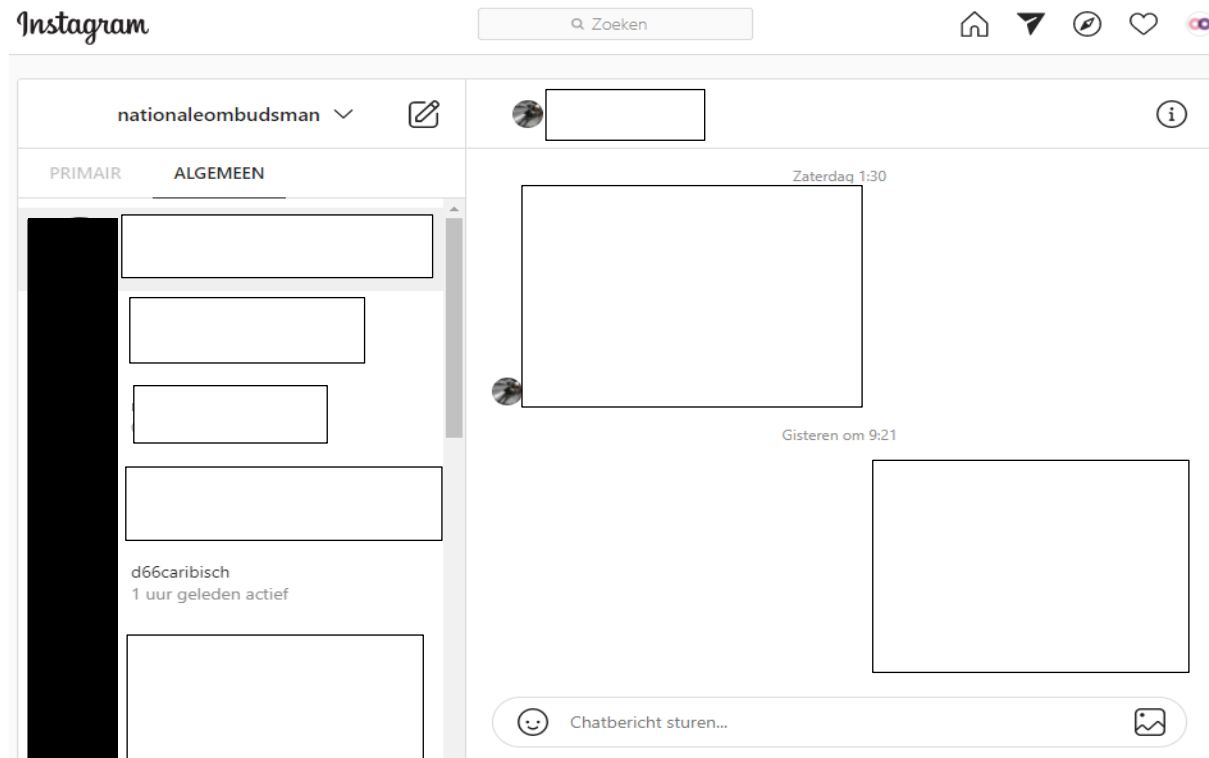 Instagram
Zoeken
nationaleombudsman
PRIMAIR ALGEMEEN
d66caribisch
1 uur geleden actief
Zaterdag 1:30
Gisteren om 9:21
Chatbericht sturen...